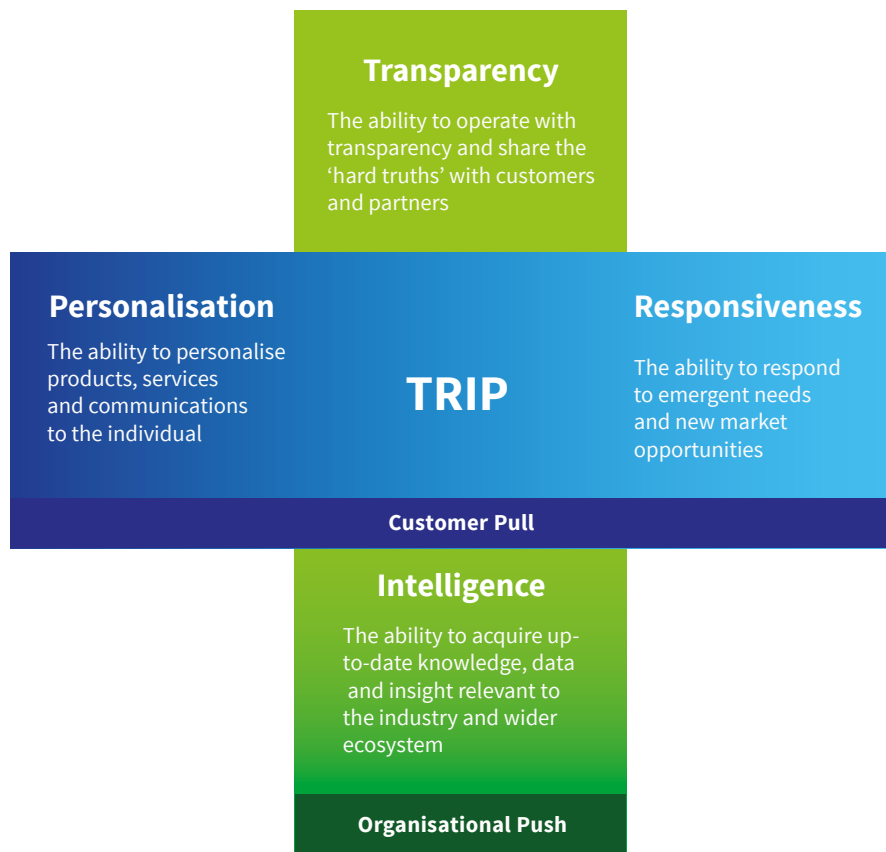 Transparency
The ability to operate with
transparency and share the
‘hard truths’ with customers
and partners
Personalisation
The ability to personalise
products, services
and communications
to the individual
TRIP
Responsiveness
The ability to respond
to emergent needs
and new market
opportunities
Customer Pull
Intelligence
The ability to acquire up-
to-date knowledge, data
and insight relevant to
the industry and wider
ecosystem
Organisational Push